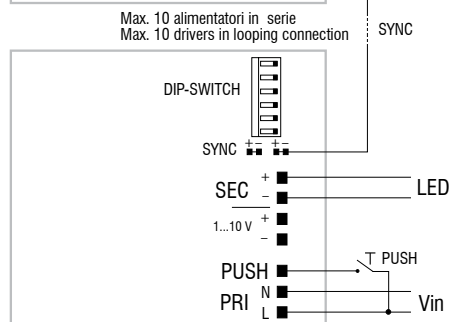 Max. 10 alimentatori in serie
Max. 10 drivers in looping connection
SYNC
DIP-SWITCH
SYNC + - + -
SEC + - LED
1...10 V + -
PUSH PUSH
PRI N L Vin